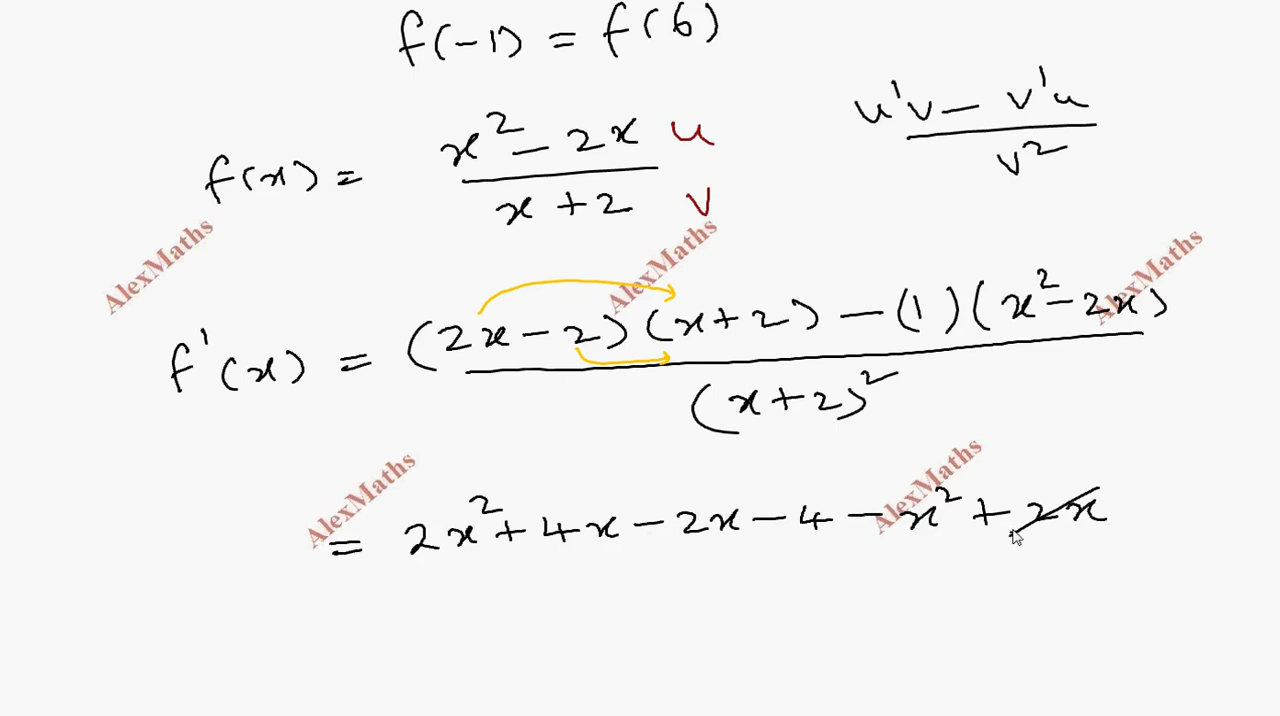 f(-1) = f(6)
f(x) = (x² - 2x)/(x + 2) u v
(u'v - v'u)/v²
AlexMaths AlexMaths AlexMaths
f'(x) = ((2x - 2)(x + 2) - (1)(x² - 2x))/(x + 2)²
AlexMaths AlexMaths
= 2x² + 4x - 2x - 4 - x² + 2x